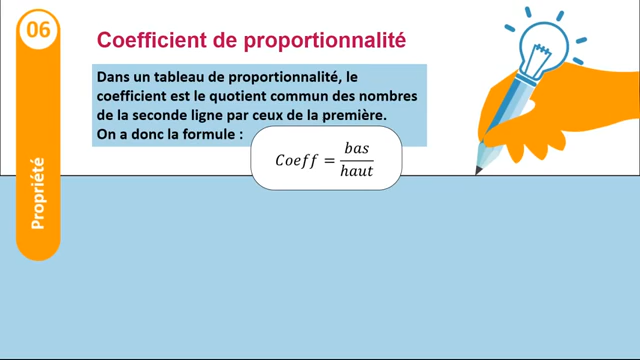 06
Coefficient de proportionnalité
Dans un tableau de proportionnalité, le
coefficient est le quotient commun des nombres
de la seconde ligne par ceux de la première.
On a donc la formule :
Coeff = bas/haut
Propriété